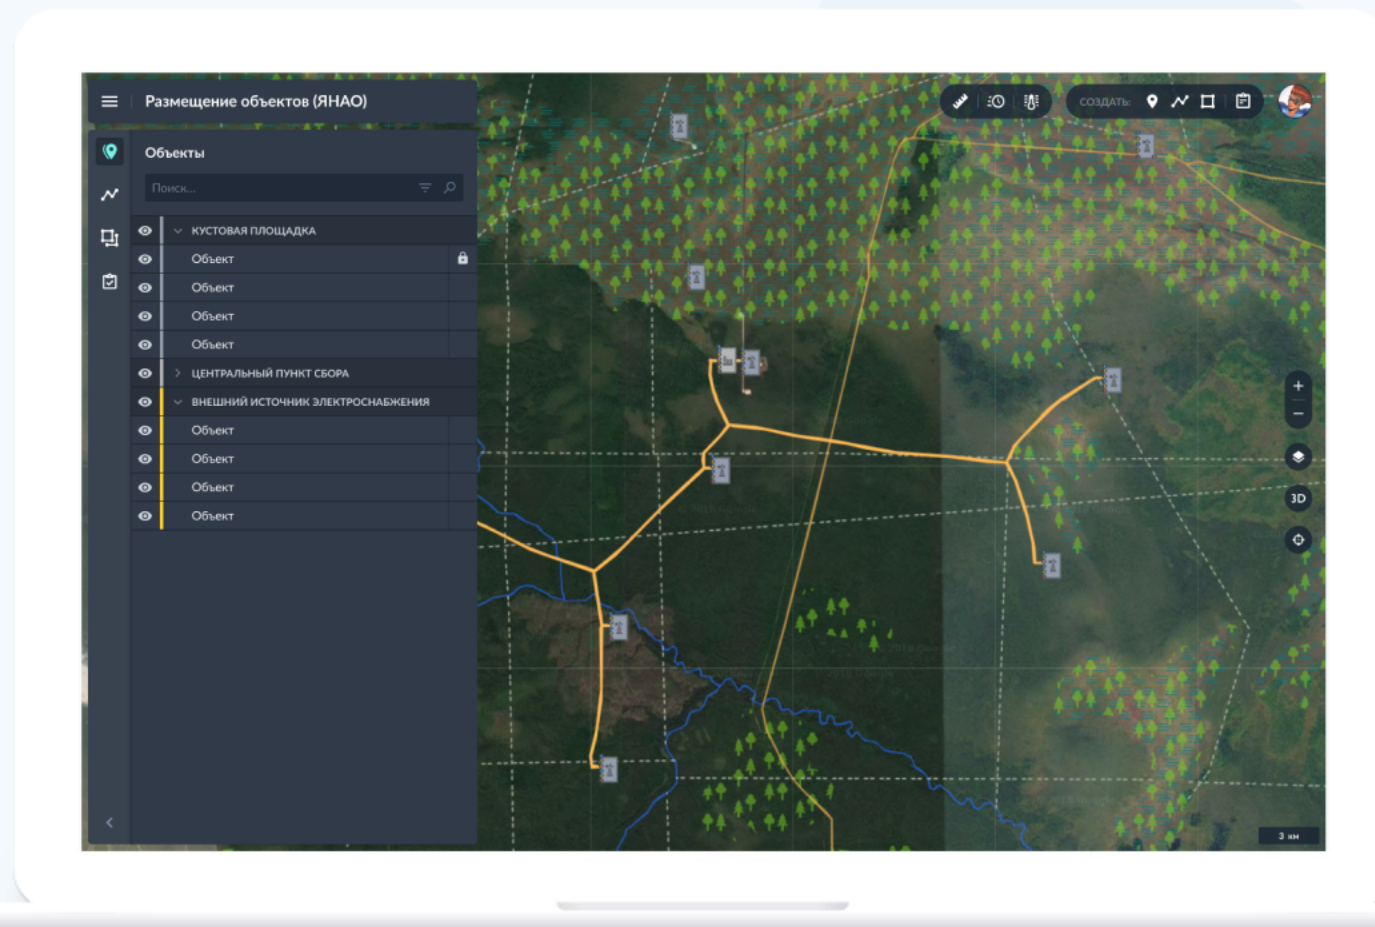 Размещение объектов (ЯНАО)
СОЗДАТЬ:
Объекты
Поиск...
КУСТОВАЯ ПЛОЩАДКА
Объект
Объект
Объект
Объект
ЦЕНТРАЛЬНЫЙ ПУНКТ СБОРА
ВНЕШНИЙ ИСТОЧНИК ЭЛЕКТРОСНАБЖЕНИЯ
Объект
Объект
Объект
Объект
3D
3 км